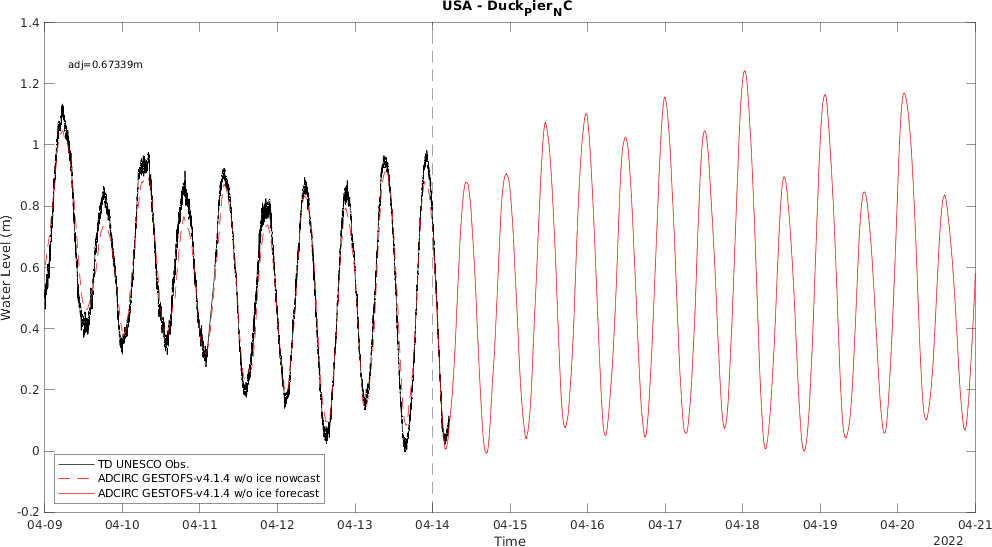 USA - Duck_Pier_NC
adj=0.67339m
1.4
1.2
1
0.8
0.6
0.4
0.2
0
-0.2
Water Level (m)
TD UNESCO Obs.
ADCIRC GESTOFS-v4.1.4 w/o ice nowcast
ADCIRC GESTOFS-v4.1.4 w/o ice forecast
04-09 04-10 04-11 04-12 04-13 04-14 04-15 04-16 04-17 04-18 04-19 04-20 04-21
Time
2022